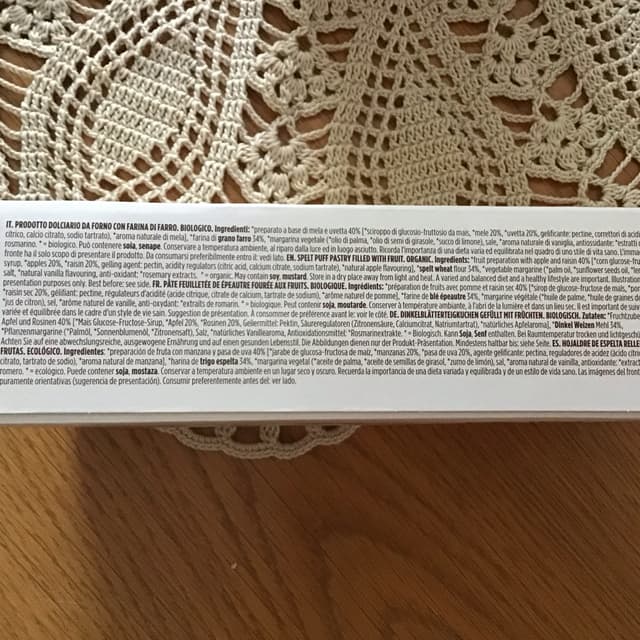 IT. PRODOTTO DOLCIARIO DA FORNO CON FARINA DI FARRO. BIOLOGICO. Ingredienti: *preparato a base di mela e uvetta 40% [*sciroppo di glucosio-fruttosio da mais, *mele 20%, *uvetta 20%, gelificante: pectine, correttori di acidità
citrico, calcio citrato, sodio tartrato), *aroma naturale di mela), *farina di grano farro 34%, *margarina vegetale (*olio di palma, *olio di semi di girasole, *succo di limone), sale, *aroma naturale di vaniglia, antiossidante: *estratti
rosmarino. * = biologico. Può contenere soia, senape. Conservare a temperatura ambiente, al riparo dalla luce ed in luogo asciutto. Ricorda l'importanza di una dieta varia ed equilibrata nel quadro di uno stile di vita sano. L'imm
fronte ha il solo scopo di presentare il prodotto. Da consumarsi preferibilmente entro il: vedi lato. EN. SPELT PUFF PASTRY FILLED WITH FRUIT. ORGANIC. Ingredients: *fruit preparation with apple and raisin 40% [*corn glucose-fru
syrup, *apples 20%, *raisin 20%, gelling agent: pectin, acidity regulators (citric acid, calcium citrate, sodium tartrate), *natural apple flavouring], *spelt wheat flour 34%, *vegetable margarine (*palm oil, *sunflower seeds oil, *lem
salt, *natural vanilla flavouring, anti-oxidant: *rosemary extracts. * = organic. May contain soy, mustard. Store in a dry place away from light and heat. A varied and balanced diet and a healthy lifestyle are important. Illustration
presentation purposes only. Best before: see side. FR. PÂTE FEUILLETÉE DE ÉPEAUTRE FOURÉE AUX FRUITS. BIOLOGIQUE. Ingrédients: *préparation de fruits avec pomme et raisin sec 40% [*sirop de glucose-fructose de maïs, *pom
*raisin sec 20%, gélifiant: pectine, régulateurs d'acidité (acide citrique, citrate de calcium, tartrate de sodium), *arôme naturel de pomme], *farine de blé épeautre 34%, *margarine végétale (*huile de palme, *huile de graines de
*jus de citron), sel, *arôme naturel de vanille, anti-oxydant: *extraits de romarin. * = biologique. Peut contenir soja, moutarde. Conserver à température ambiante, à l'abri de la lumière et dans un lieu sec. Il est important de suiv
variée et équilibrée dans le cadre d'un style de vie sain. Suggestion de présentation. À consommer de préférence avant le: voir le côté. DE. DINKELBLÄTTERTEIGKUCHEN GEFÜLLT MIT FRÜCHTEN. BIOLOGISCH. Zutaten: *Fruchtzube
Apfel und Rosinen 40% [*Mais Glucose-Fructose-Sirup, *Äpfel 20%, *Rosinen 20%, Geliermittel: Pektin, Säureregulatoren (Zitronensäure, Calciumcitrat, Natriumtartrat), *Natürliches Apfelaroma], *Dinkel Weizen Mehl 34%,
*Pflanzenmargarine (*Palmöl, *Sonnenblumenöl, *Zitronensaft), Salz, *natürliches Vanillearoma, Antioxidationsmittel: *Rosmarinextrakte. * = Biologisch. Kann Soja, Senf enthalten. Bei Raumtemperatur trocken und lichtgeschützt
Achten Sie auf eine abwechslungsreiche, ausgewogene Ernährung und auf einen gesunden Lebensstil. Die Abbildungen dienen nur der Produkt-Präsentation. Mindestens haltbar bis: siehe Seite. ES. HOJALDRE DE ESPELTA RELLE
FRUTAS. ECOLÓGICO. Ingredientes: *preparación de fruta con manzana y pasa de uva 40% [*jarabe de glucosa-fructosa de maíz, *manzanas 20%, *pasa de uva 20%, agente gelificante: pectina, reguladores de acidez (ácido cítric
citrato, tartrato de sodio), *aroma natural de manzana], *harina de trigo espelta 34%, *margarina vegetal (*aceite de palma, *aceite de semillas de girasol, *zumo de limón), sal, *aroma natural de vainilla, antioxidante: *extract
romero. * = ecológico. Puede contener soja, mostaza. Conservar a temperatura ambiente en un lugar seco y oscuro. Recuerda la importancia de una dieta variada y equilibrada y de un estilo de vida sano. Las imágenes del front
puramente orientativas (sugerencia de presentación). Consumir preferentemente antes del: ver lado.